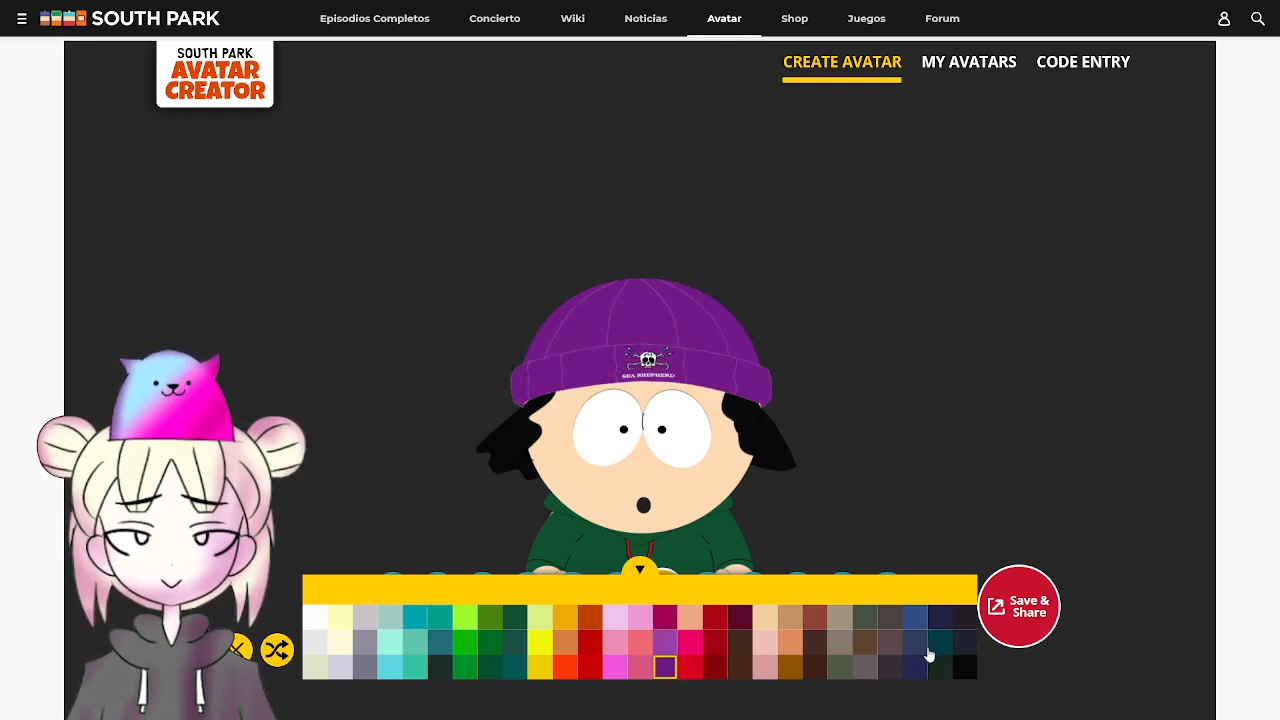 SOUTH PARK
Episodios Completos
Concierto
Wiki
Noticias
Avatar
Shop
Juegos
Forum
SOUTH PARK
AVATAR
CREATOR
CREATE AVATAR
MY AVATARS
CODE ENTRY
SEA SHEPHERD
Save &
Share